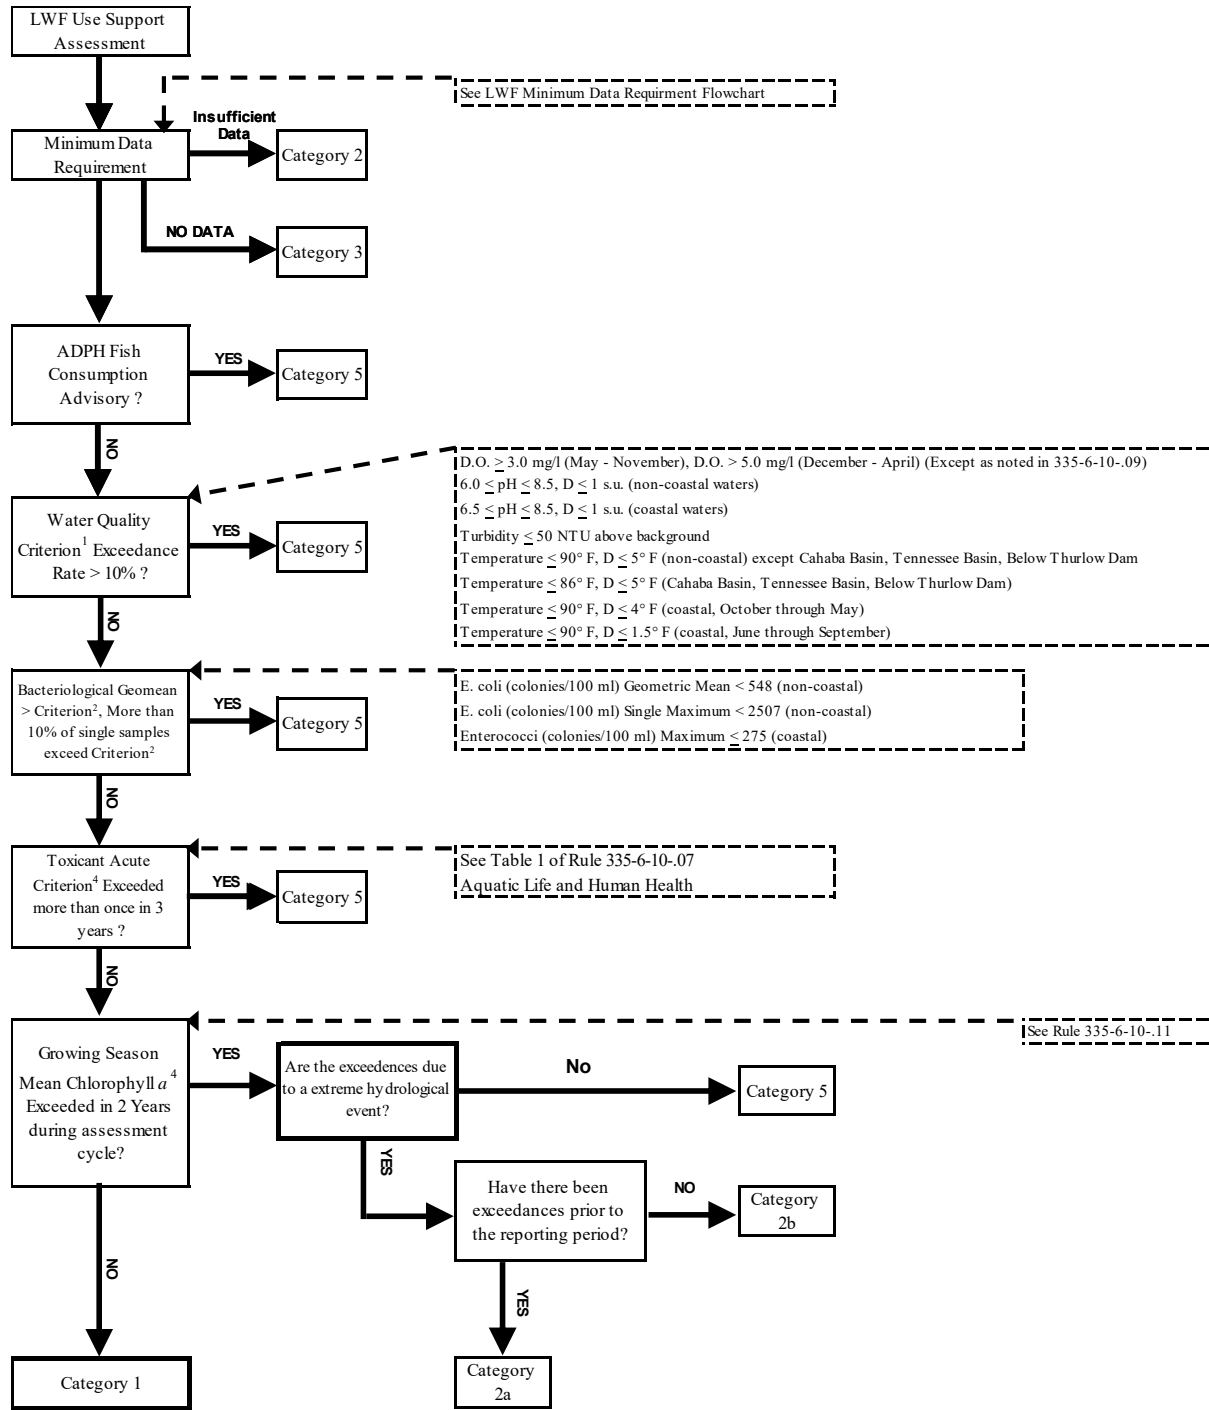 LWF Use Support
Assessment
See LWF Minimum Data Requirment Flowchart
Insufficient
Data
Minimum Data
Requirement
Category 2
NO DATA
Category 3
ADPH Fish
Consumption
Advisory ?
YES
Category 5
NO
D.O. ≥ 3.0 mg/l (May - November), D.O. > 5.0 mg/l (December - April) (Except as noted in 335-6-10-.09)
6.0 ≤ pH ≤ 8.5, D ≤ 1 s.u. (non-coastal waters)
6.5 ≤ pH ≤ 8.5, D ≤ 1 s.u. (coastal waters)
Turbidity ≤ 50 NTU above background
Temperature ≤ 90° F, D ≤ 5° F (non-coastal) except Cahaba Basin, Tennessee Basin, Below Thurlow Dam
Temperature ≤ 86° F, D ≤ 5° F (Cahaba Basin, Tennessee Basin, Below Thurlow Dam)
Temperature ≤ 90° F, D ≤ 4° F (coastal, October through May)
Temperature ≤ 90° F, D ≤ 1.5° F (coastal, June through September)
Water Quality
Criterion¹ Exceedance
Rate > 10% ?
YES
Category 5
NO
Bacteriological Geomean
> Criterion², More than
10% of single samples
exceed Criterion²
YES
Category 5
E. coli (colonies/100 ml) Geometric Mean < 548 (non-coastal)
E. coli (colonies/100 ml) Single Maximum < 2507 (non-coastal)
Enterococci (colonies/100 ml) Maximum ≤ 275 (coastal)
NO
Toxicant Acute
Criterion⁴ Exceeded
more than once in 3
years ?
YES
Category 5
See Table 1 of Rule 335-6-10-.07
Aquatic Life and Human Health
NO
See Rule 335-6-10-.11
Growing Season
Mean Chlorophyll a ⁴
Exceeded in 2 Years
during assessment
cycle?
YES
Are the exceedences due
to a extreme hydrological
event?
No
Category 5
YES
Have there been
exceedances prior to
the reporting period?
NO
Category
2b
NO
YES
Category 1
Category
2a